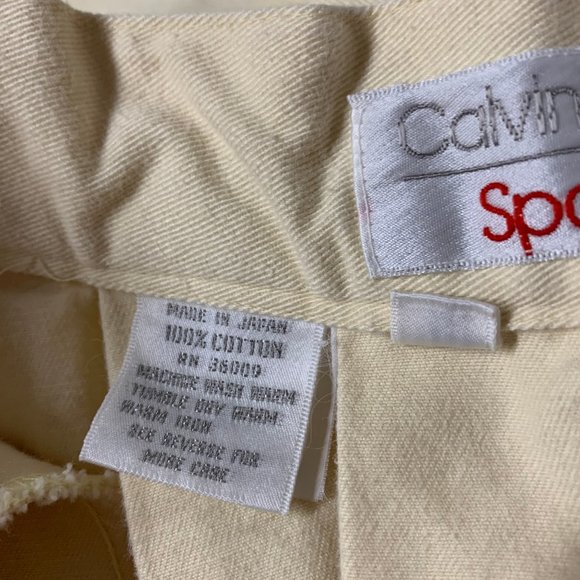 Calvin
Spo
MADE IN JAPAN
100% COTTON
RN 36009
MACHINE WASH WARM
TUMBLE DRY WARM
WARM IRON
SEE REVERSE FOR
MORE CARE